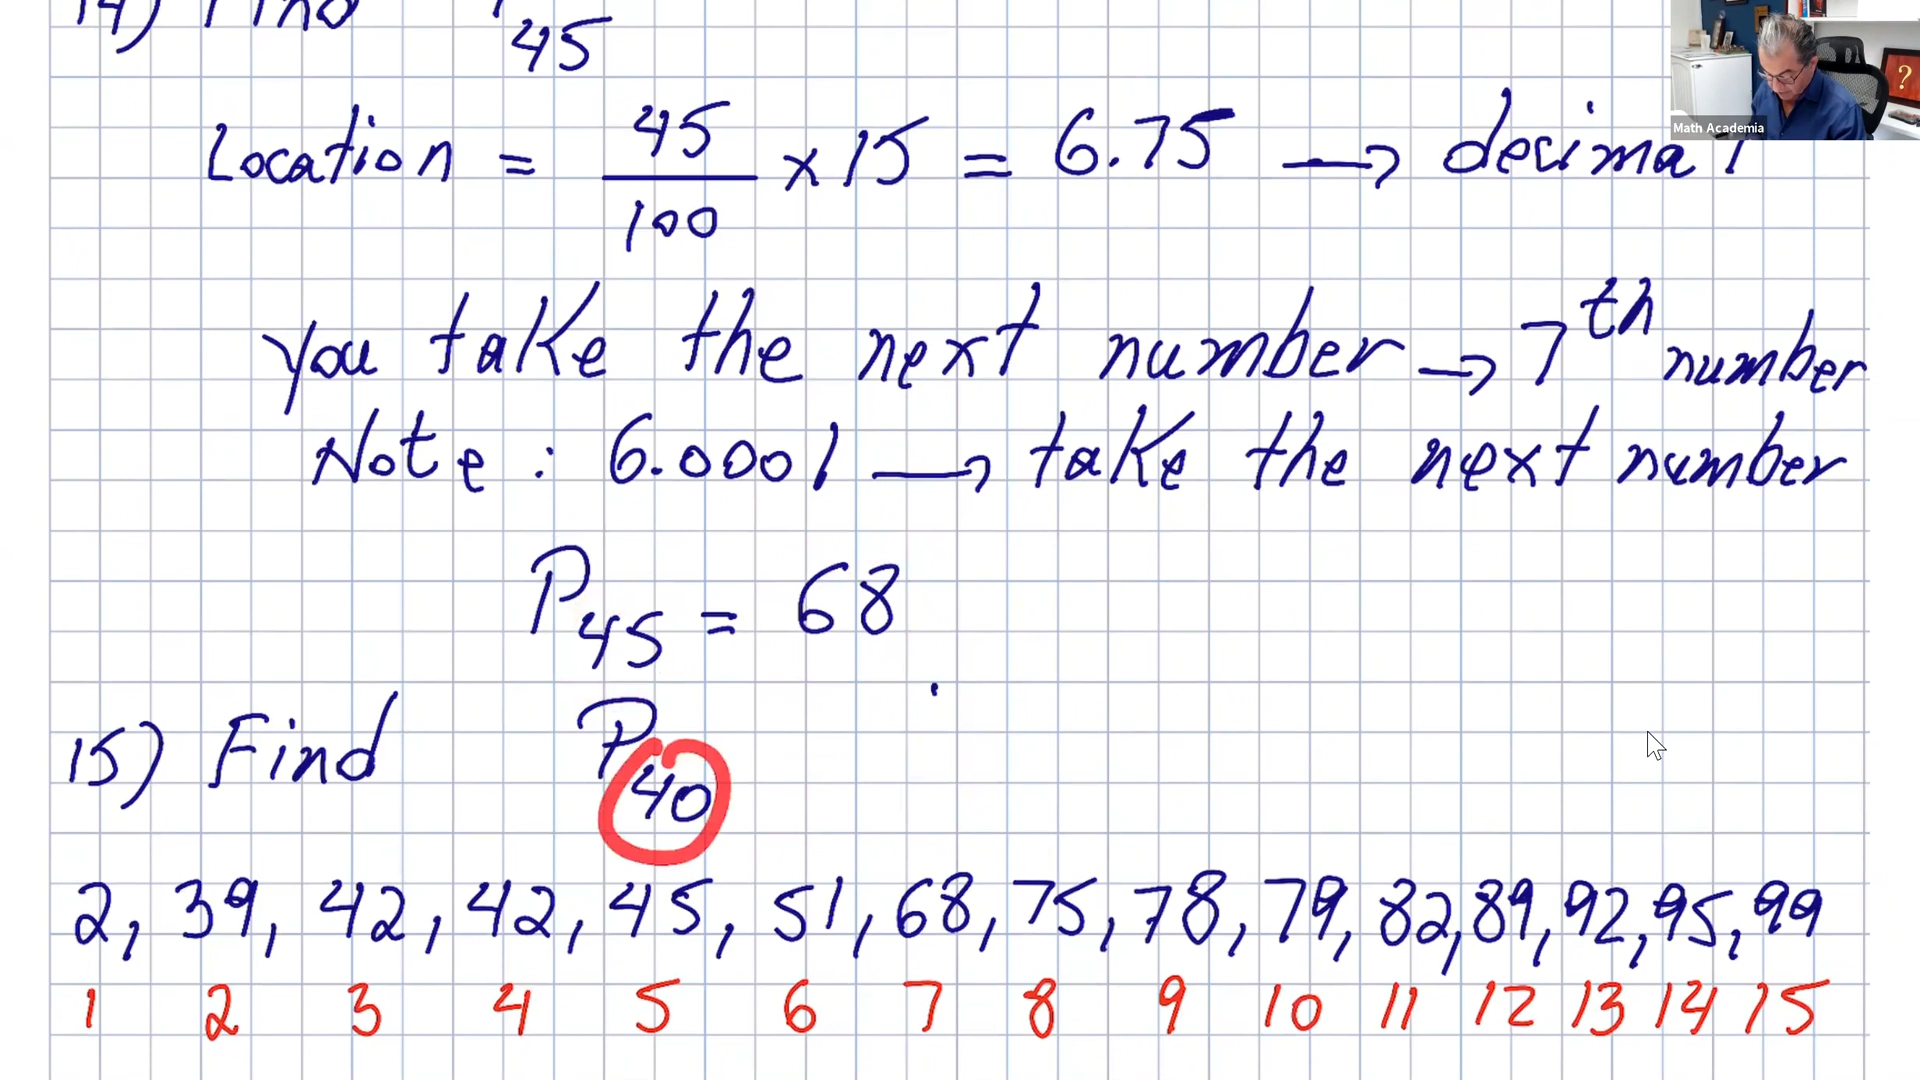 14) Find
45
Location = 45/100 × 15 = 6.75 → decimal
Math Academia
?
You take the next number → 7th number
Note : 6.0001 → take the next number
P45 = 68
15) Find P40
2, 39, 42, 42, 45, 51, 68, 75, 78, 79, 82, 89, 92, 95, 99
1 2 3 4 5 6 7 8 9 10 11 12 13 14 15